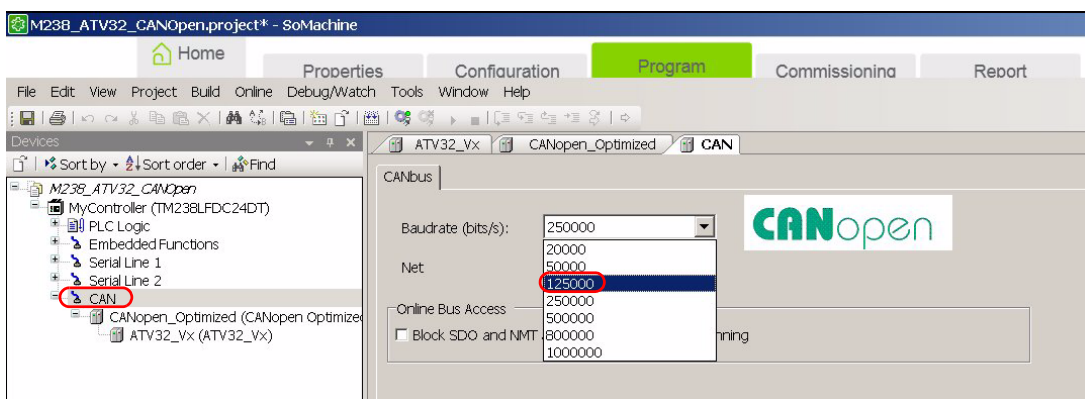 M238_ATV32_CANOpen.project* - SoMachine
Home
Properties Configuration Program Commissioning Report
File Edit View Project Build Online Debug/Watch Tools Window Help
Devices
Sort by Sort order Find
M238_ATV32_CANOpen
MyController (TM238LFDC24DT)
PLC Logic
Embedded Functions
Serial Line 1
Serial Line 2
CAN
CANopen_Optimized (CANopen Optimized
ATV32_Vx (ATV32_Vx)
ATV32_Vx CANopen_Optimized CAN
CANbus
Baudrate (bits/s): 250000
CANopen
20000
Net 50000
125000
250000
Online Bus Access
500000
Block SDO and NMT 800000 nning
1000000